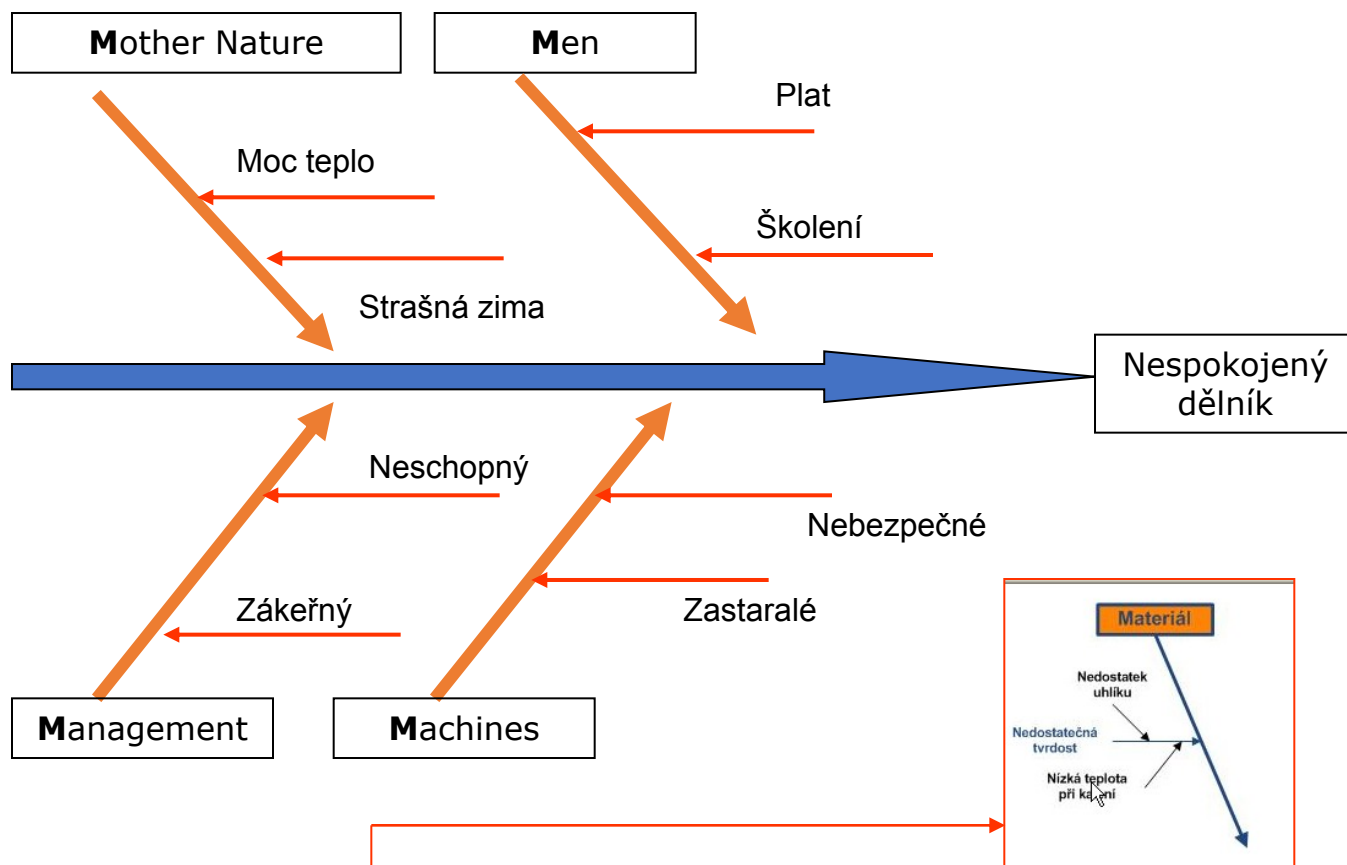 Mother Nature
Men
Plat
Moc teplo
Školení
Strašná zima
Nespokojený
dělník
Neschopný
Nebezpečné
Zákeřný
Zastaralé
Management
Machines
Materiál
Nedostatek
uhlíku
Nedostatečná
tvrdost
Nízká teplota
při kalení